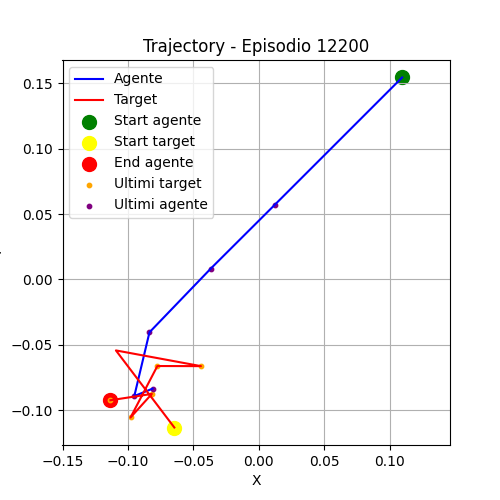 Trajectory - Episodio 12200
Agente
Target
Start agente
Start target
End agente
Ultimi target
Ultimi agente
0.15
0.10
0.05
0.00
−0.05
−0.10
−0.15
−0.10
−0.05
0.00
0.05
0.10
X